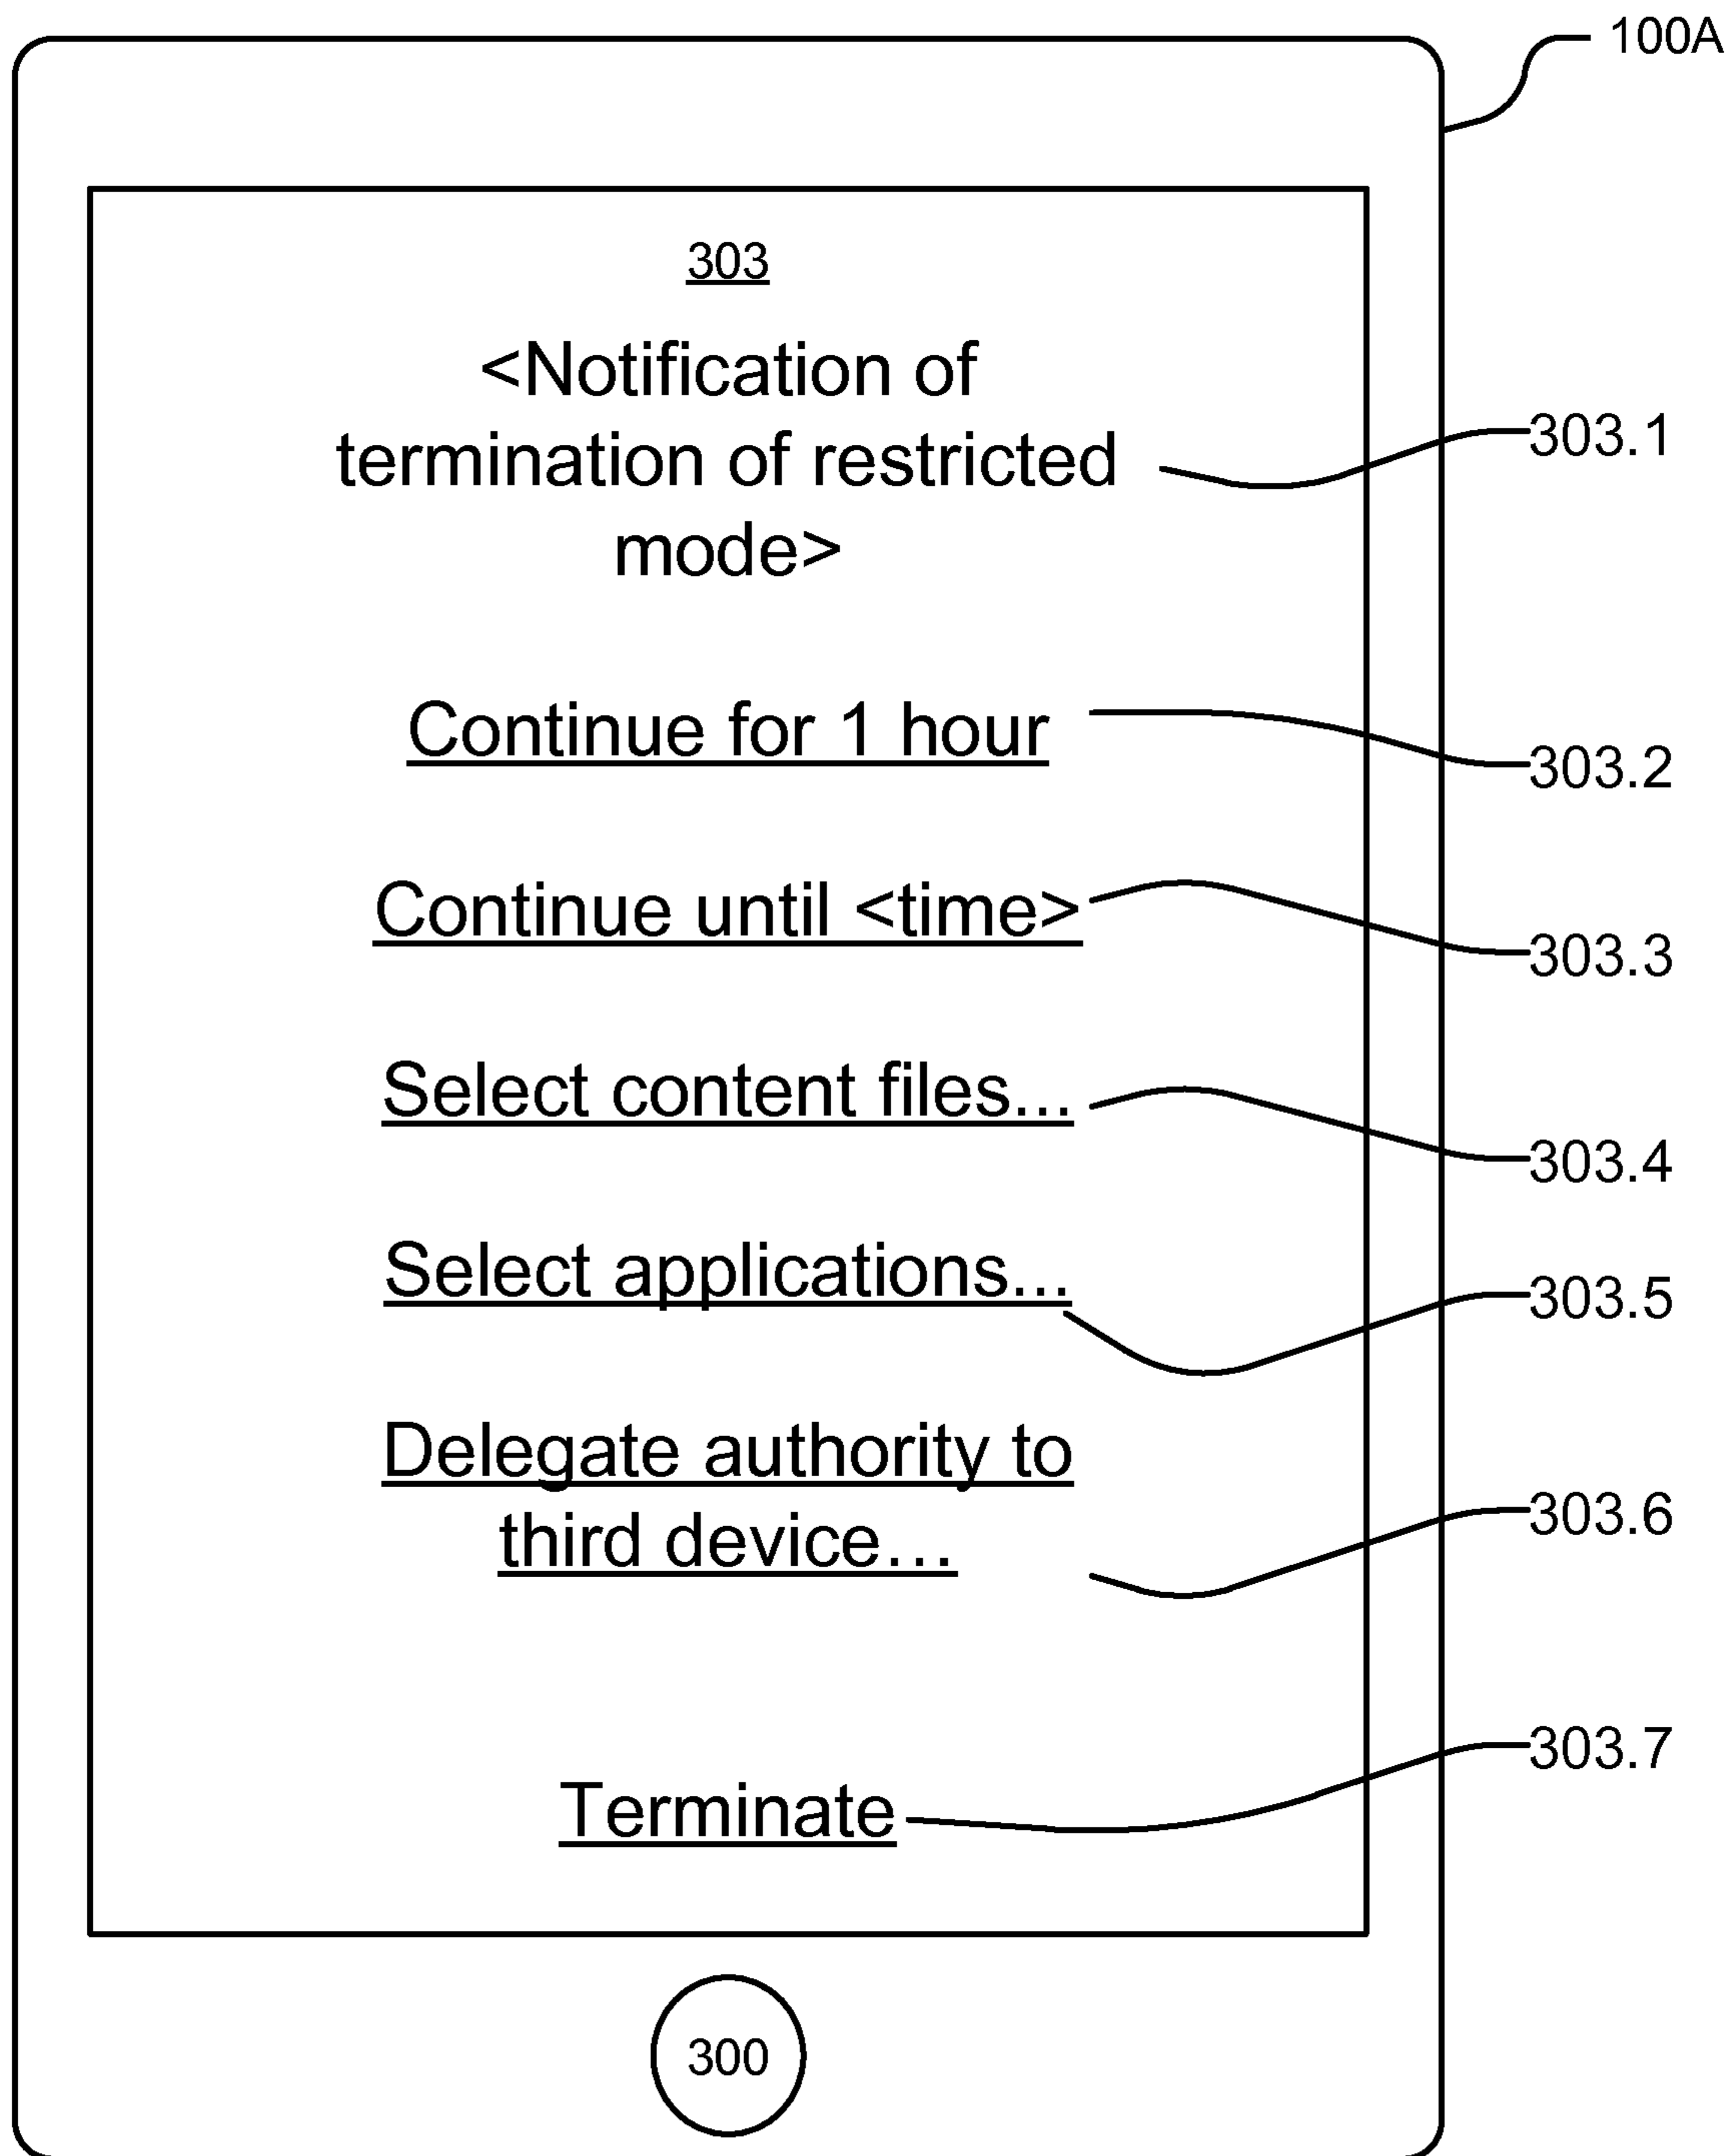 100A
303
<Notification of
termination of restricted
mode>
303.1
Continue for 1 hour
303.2
Continue until <time>
303.3
Select content files...
303.4
Select applications...
303.5
Delegate authority to
third device...
303.6
Terminate
303.7
300